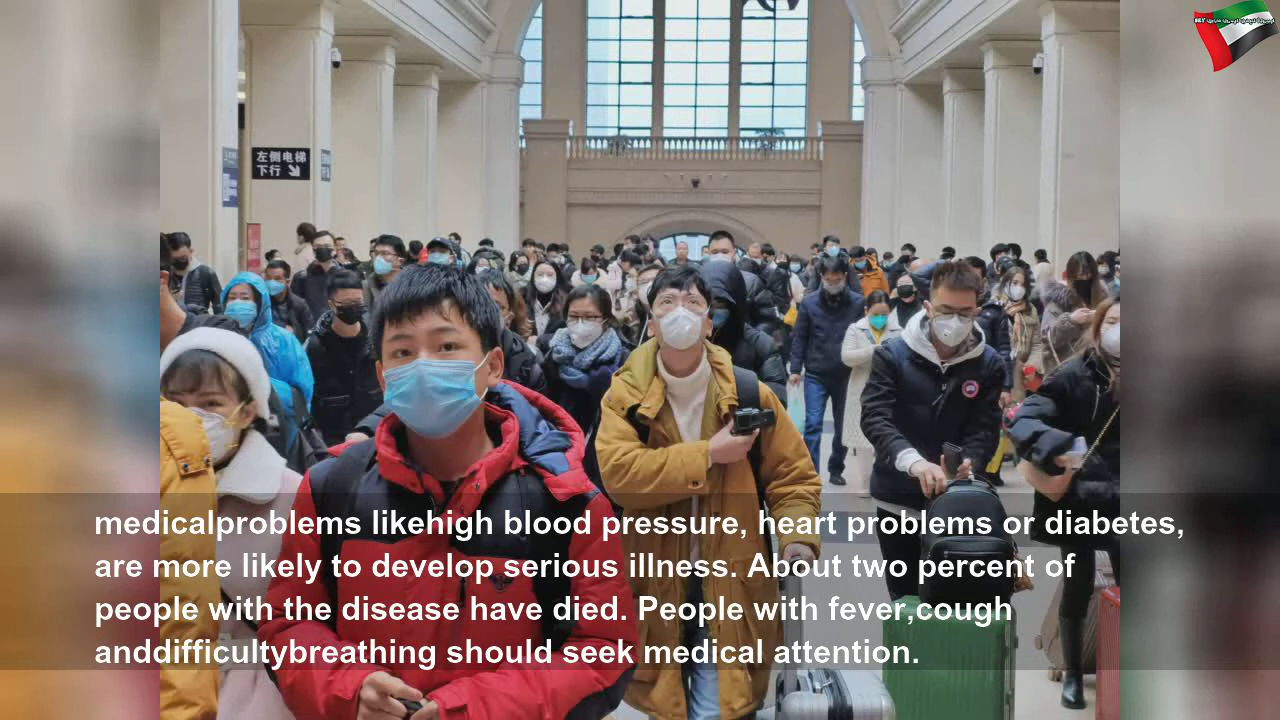 左侧电梯
下行
medicalproblems likehigh blood pressure, heart problems or diabetes,
are more likely to develop serious illness. About two percent of
people with the disease have died. People with fever,cough
anddifficultybreathing should seek medical attention.